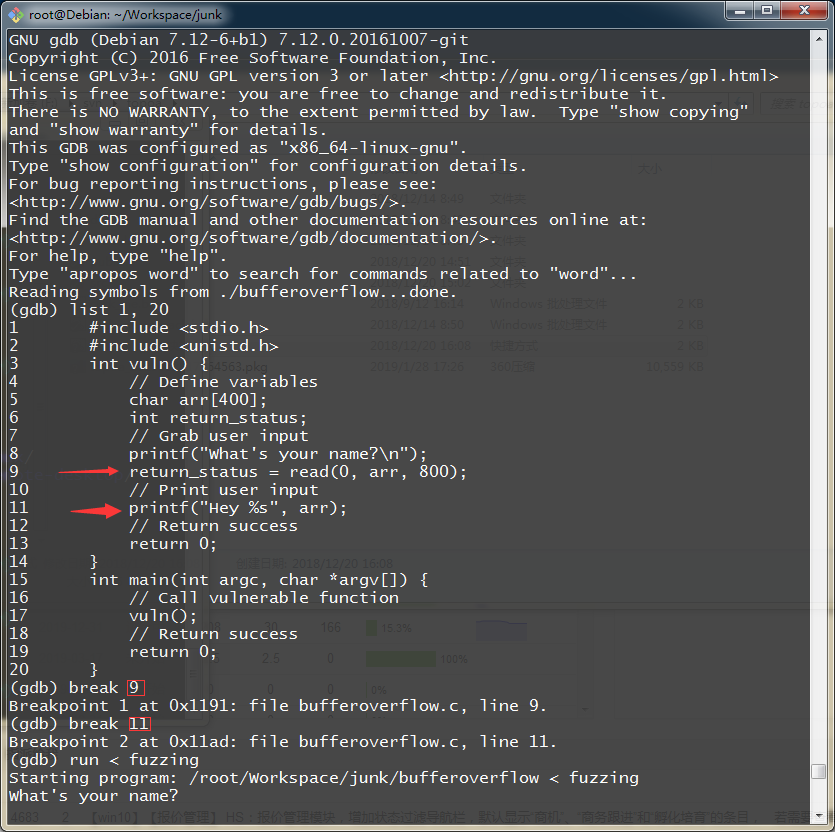 root@Debian: ~/Workspace/junk
GNU gdb (Debian 7.12-6+b1) 7.12.0.20161007-git
Copyright (C) 2016 Free Software Foundation, Inc.
License GPLv3+: GNU GPL version 3 or later <http://gnu.org/licenses/gpl.html>
This is free software: you are free to change and redistribute it.
There is NO WARRANTY, to the extent permitted by law.  Type "show copying"
and "show warranty" for details.
This GDB was configured as "x86_64-linux-gnu".
Type "show configuration" for configuration details.
For bug reporting instructions, please see:
<http://www.gnu.org/software/gdb/bugs/>.
Find the GDB manual and other documentation resources online at:
<http://www.gnu.org/software/gdb/documentation/>.
For help, type "help".
Type "apropos word" to search for commands related to "word"...
Reading symbols from ./bufferoverflow...done.
(gdb) list 1, 20
1       #include <stdio.h>
2       #include <unistd.h>
3       int vuln() {
4           // Define variables
5           char arr[400];
6           int return_status;
7           // Grab user input
8           printf("What's your name?\n");
9           return_status = read(0, arr, 800);
10          // Print user input
11          printf("Hey %s", arr);
12          // Return success
13          return 0;
14      }
15      int main(int argc, char *argv[]) {
16          // Call vulnerable function
17          vuln();
18          // Return success
19          return 0;
20      }
(gdb) break 9
Breakpoint 1 at 0x1191: file bufferoverflow.c, line 9.
(gdb) break 11
Breakpoint 2 at 0x11ad: file bufferoverflow.c, line 11.
(gdb) run < fuzzing
Starting program: /root/Workspace/junk/bufferoverflow < fuzzing
What's your name?